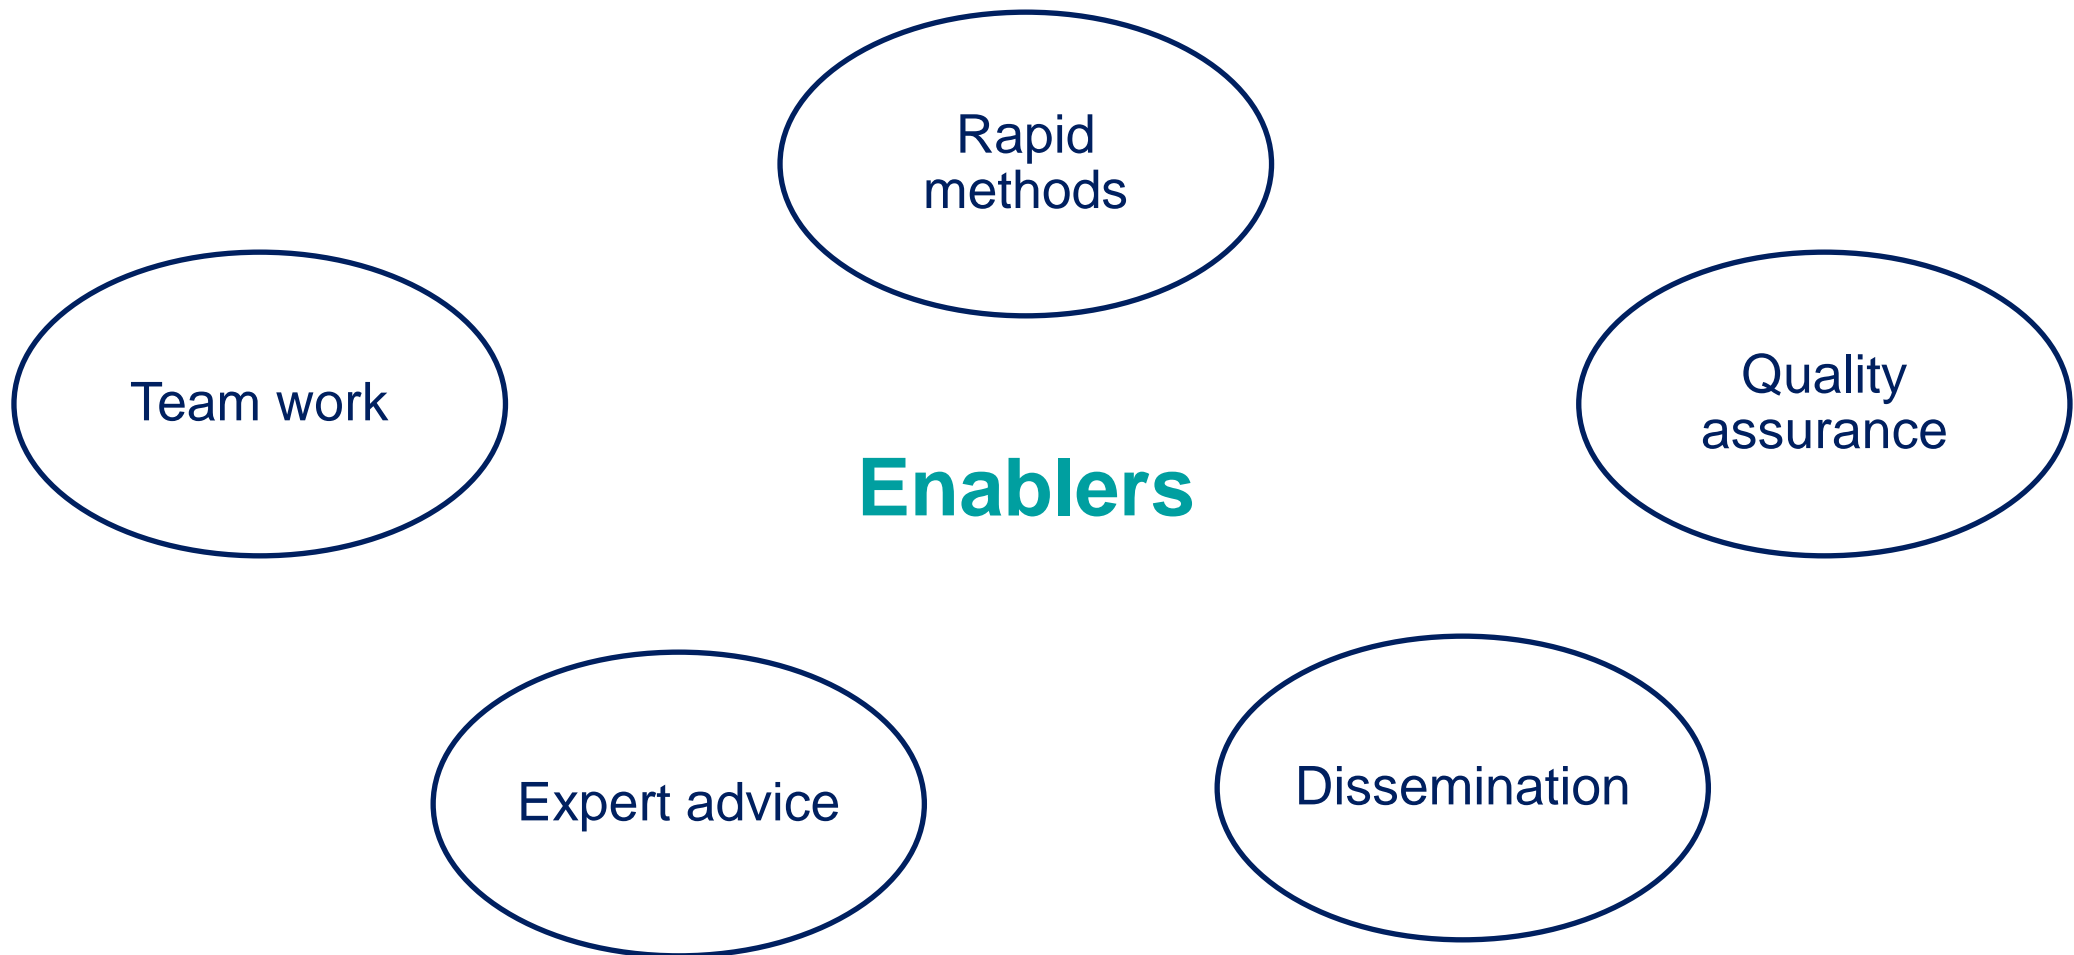 Rapid
methods
Team work
Quality
assurance
Enablers
Expert advice
Dissemination